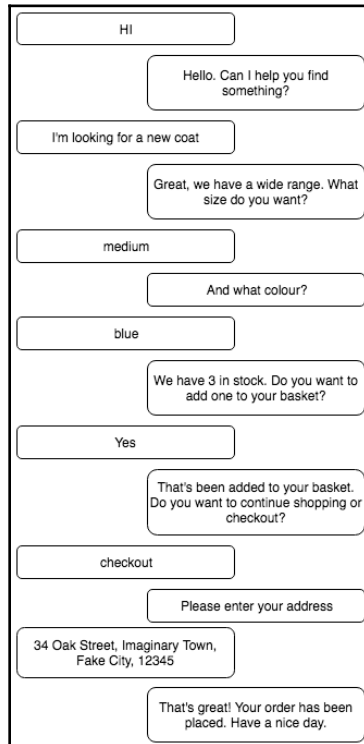 HI
Hello. Can I help you find
something?
I'm looking for a new coat
Great, we have a wide range. What
size do you want?
medium
And what colour?
blue
We have 3 in stock. Do you want to
add one to your basket?
Yes
That's been added to your basket.
Do you want to continue shopping or
checkout?
checkout
Please enter your address
34 Oak Street, Imaginary Town,
Fake City, 12345
That's great! Your order has been
placed. Have a nice day.